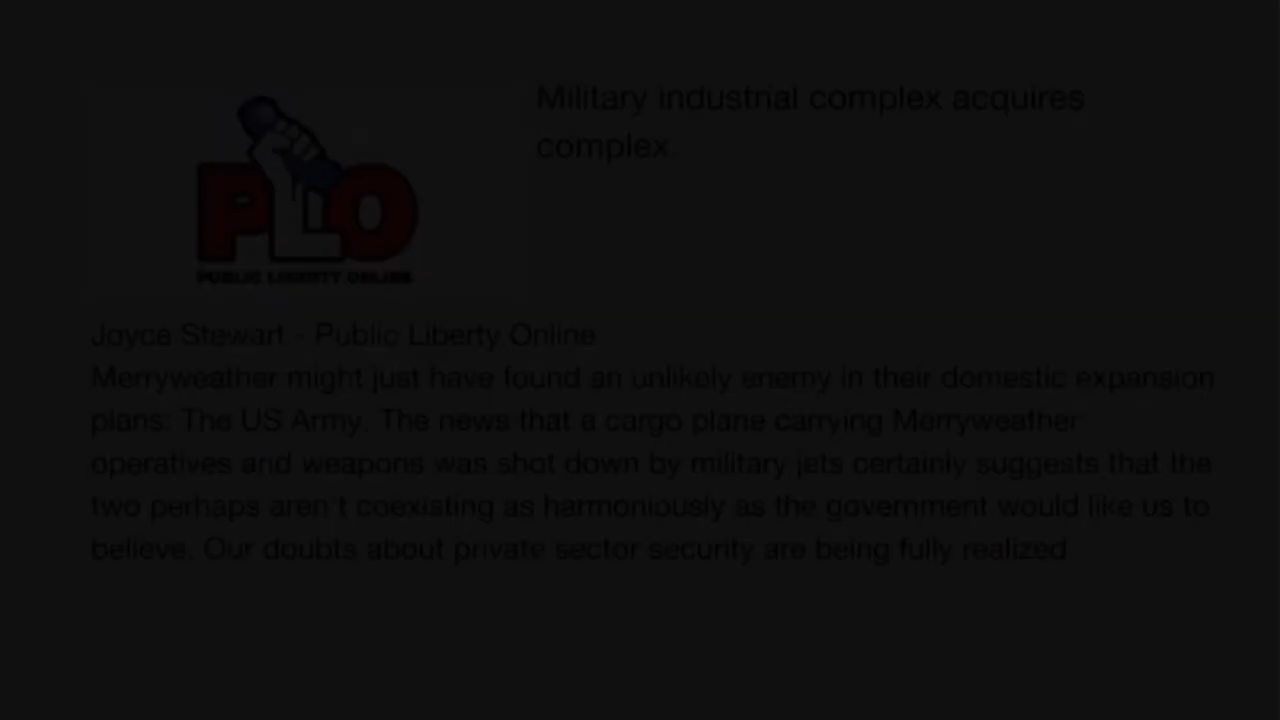 Military industrial complex acquires
complex.
PLO
PUBLIC LIBERTY ONLINE
Joyce Stewart - Public Liberty Online
Merryweather might just have found an unlikely enemy in their domestic expansion
plans: The US Army. The news that a cargo plane carrying Merryweather
operatives and weapons was shot down by military jets certainly suggests that the
two perhaps aren't coexisting as harmoniously as the government would like us to
believe. Our doubts about private sector security are being fully realized